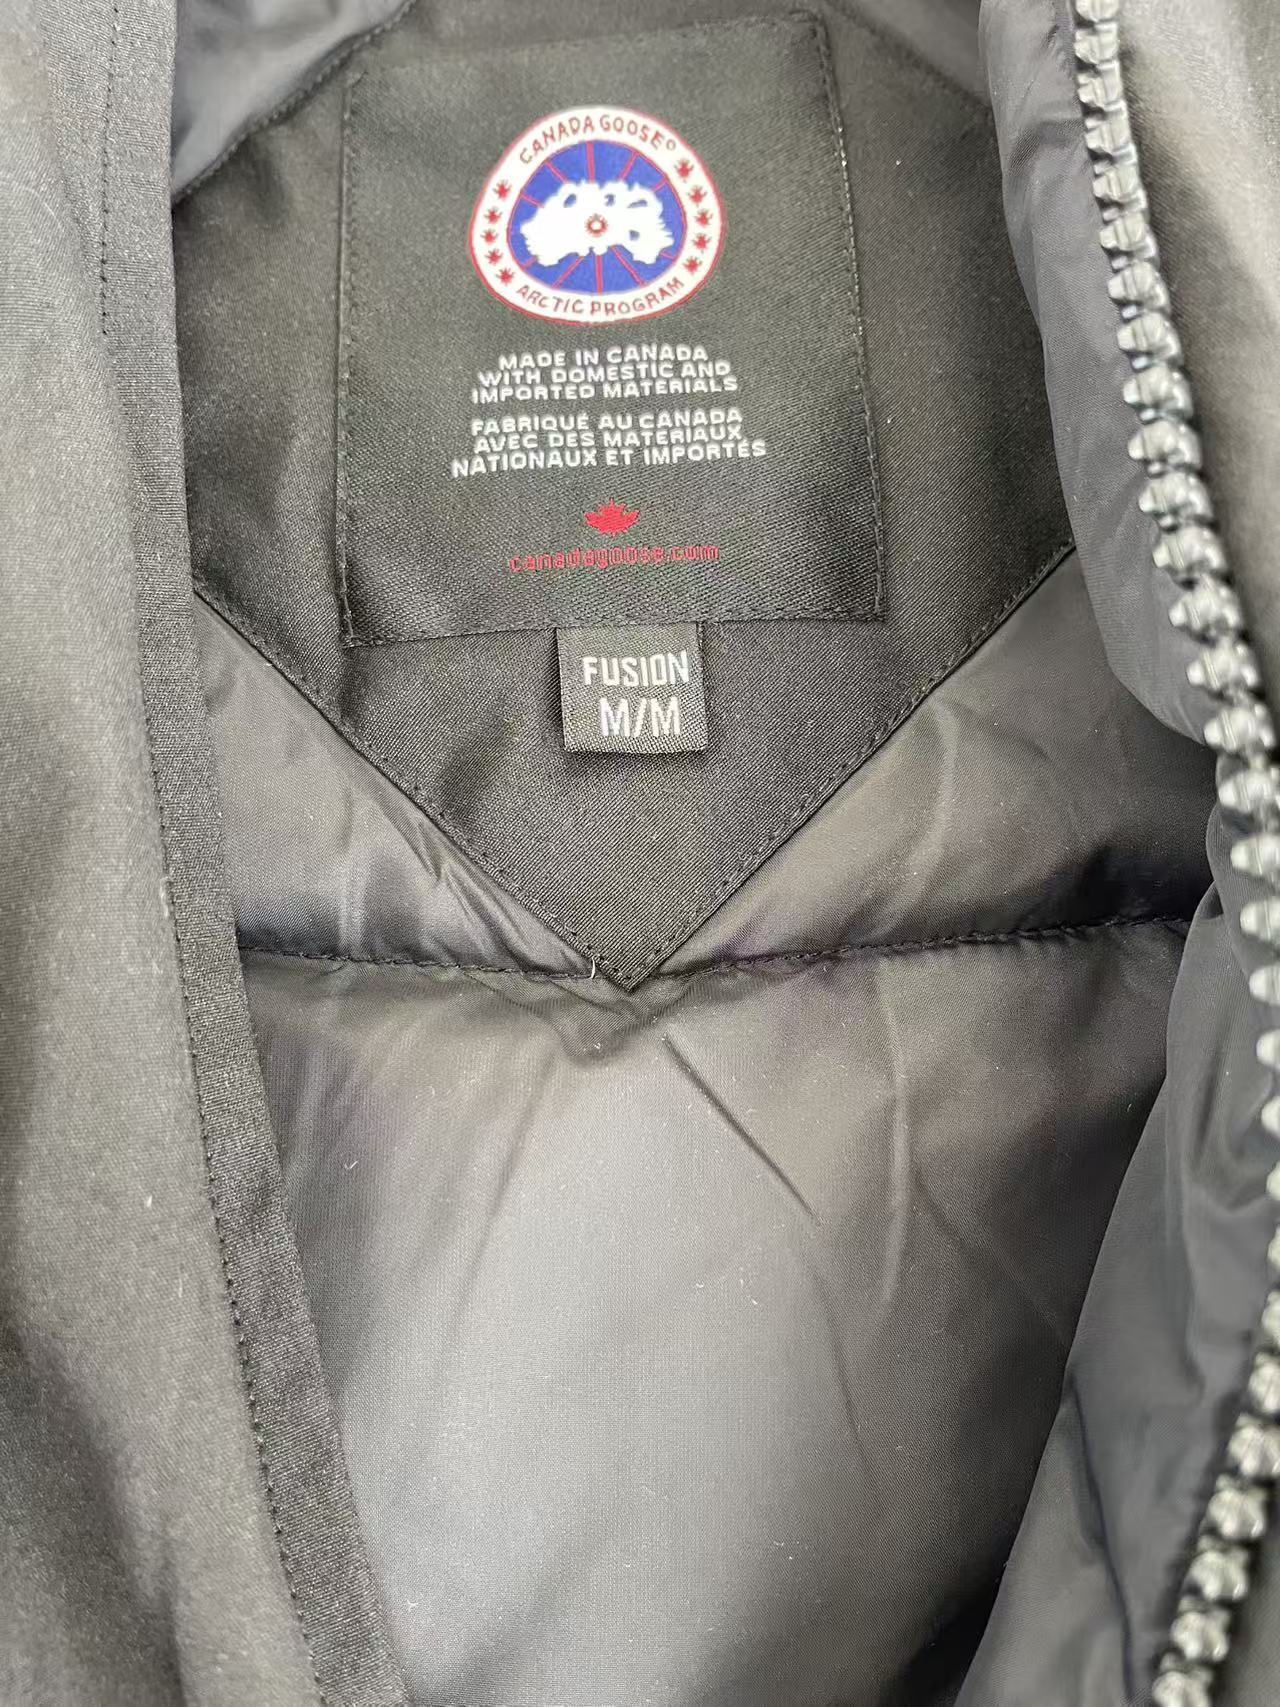 CANADA GOOSE®
ARCTIC PROGRAM
MADE IN CANADA
WITH DOMESTIC AND
IMPORTED MATERIALS
FABRIQUÉ AU CANADA
AVEC DES MATERIAUX
NATIONAUX ET IMPORTÉS
canadagoose.com
FUSION
M/M